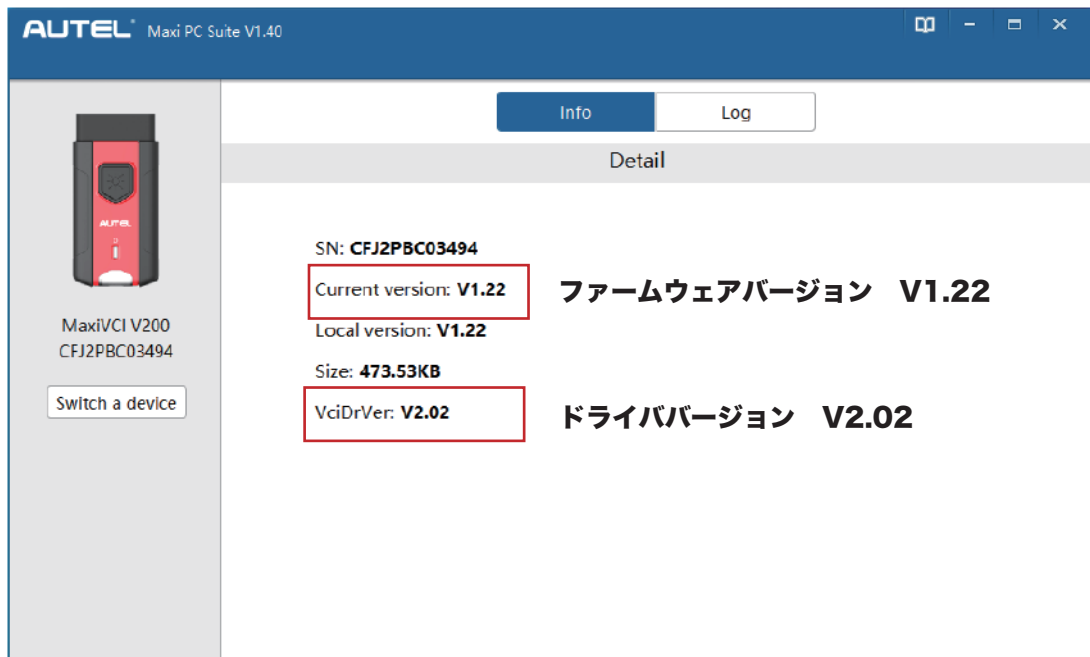 AUTEL Maxi PC Suite V1.40
Info Log
Detail
AUTEL
MaxiVCI V200
CFJ2PBC03494
Switch a device
SN: CFJ2PBC03494
Current version: V1.22 ファームウェアバージョン　V1.22
Local version: V1.22
Size: 473.53KB
VciDrVer: V2.02 ドライババージョン　V2.02